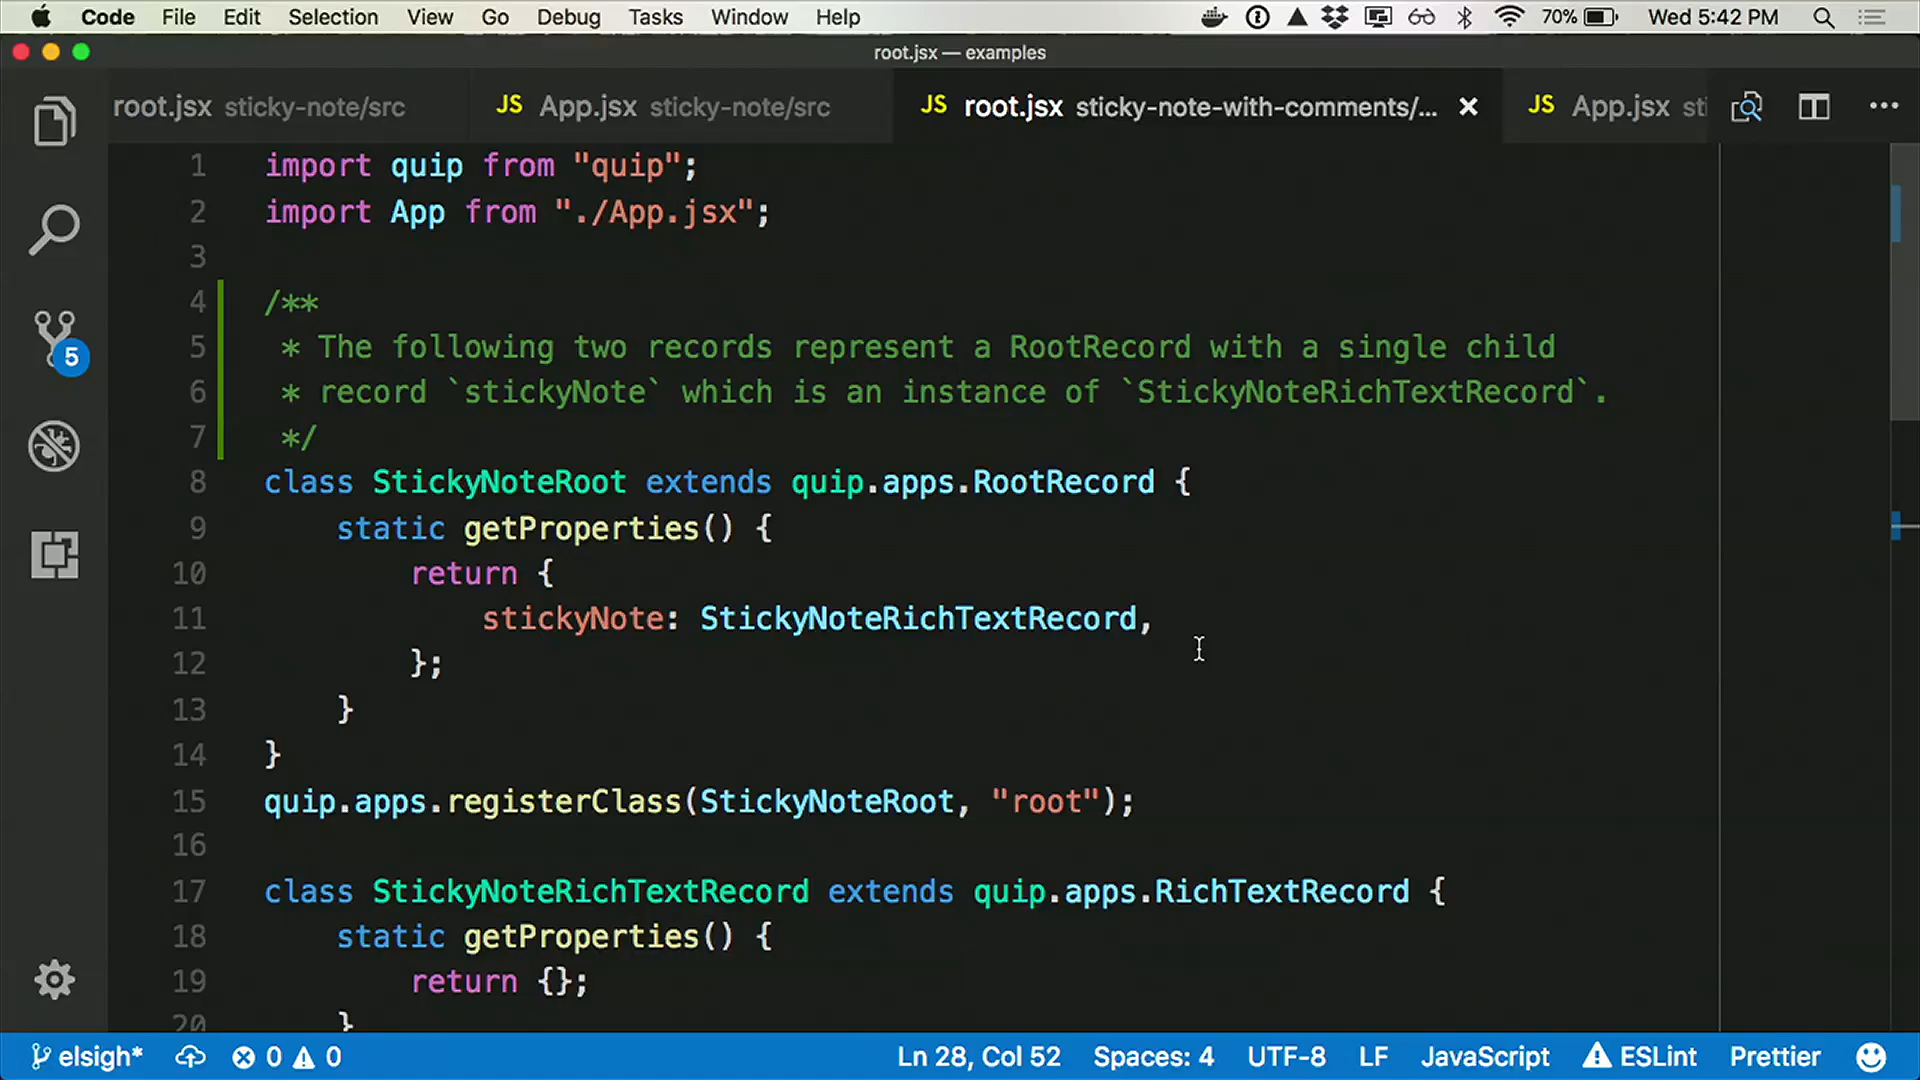 Code File Edit Selection View Go Debug Tasks Window Help 70% Wed 5:42 PM
root.jsx — examples
root.jsx sticky-note/src JS App.jsx sticky-note/src JS root.jsx sticky-note-with-comments/... JS App.jsx sti
1 import quip from "quip";
2 import App from "./App.jsx";
3
4 /**
5 * The following two records represent a RootRecord with a single child
6 * record `stickyNote` which is an instance of `StickyNoteRichTextRecord`.
7 */
8 class StickyNoteRoot extends quip.apps.RootRecord {
9 static getProperties() {
10 return {
11 stickyNote: StickyNoteRichTextRecord,
12 };
13 }
14 }
15 quip.apps.registerClass(StickyNoteRoot, "root");
16
17 class StickyNoteRichTextRecord extends quip.apps.RichTextRecord {
18 static getProperties() {
19 return {};
20 }
5
elsigh* 0 0 Ln 28, Col 52 Spaces: 4 UTF-8 LF JavaScript ESLint Prettier